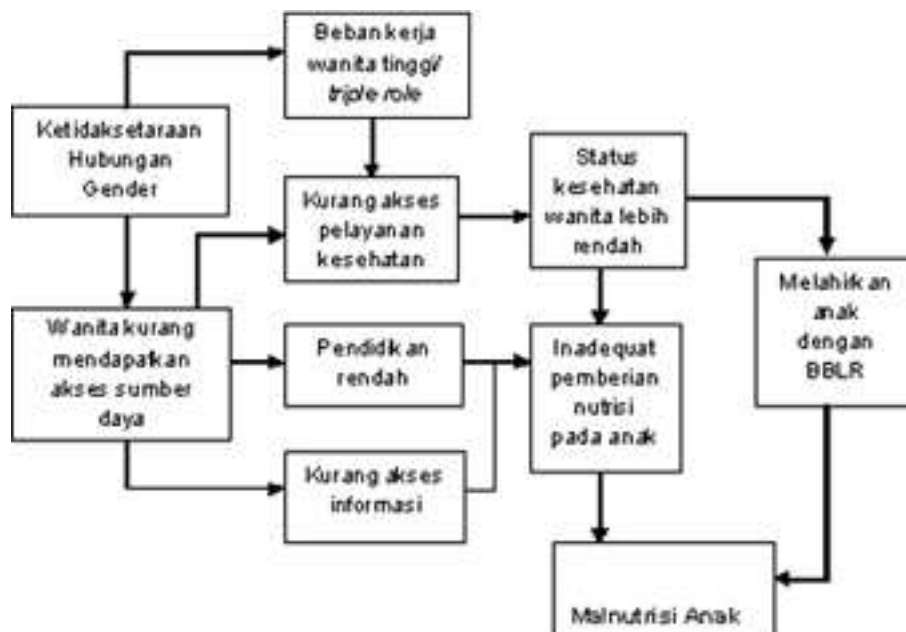 Beban kerja
wanita tinggi/
triple role
Ketidaksetaraan
Hubungan
Gender
Kurang akses
pelayanan
kesehatan
Status
kesehatan
wanita lebih
rendah
Melahirkan
anak
dengan
BBLR
Wanita kurang
mendapatkan
akses sumber
daya
Pendidikan
rendah
Inadequat
pemberian
nutrisi
pada anak
Kurang akses
informasi
Malnutrisi Anak